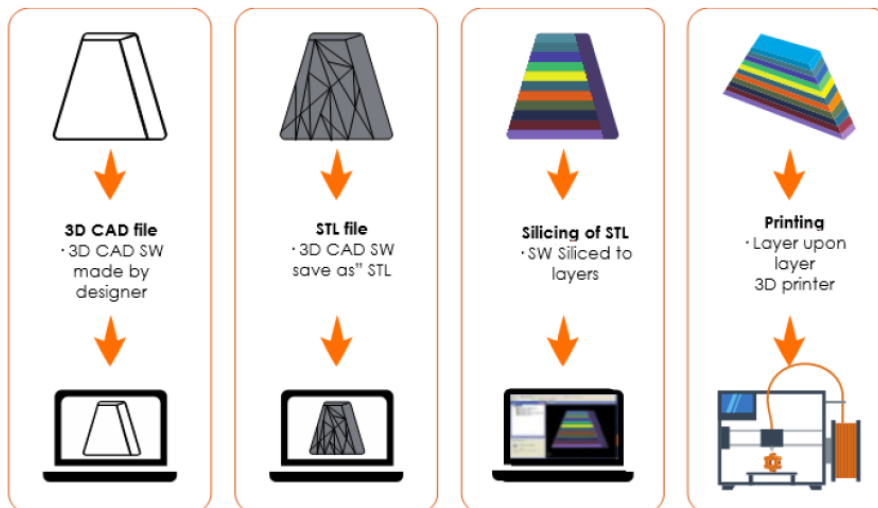 3D CAD file
· 3D CAD SW
made by
designer
STL file
· 3D CAD SW
save as” STL
Silicing of STL
· SW Siliced to
layers
Printing
· Layer upon
layer
3D printer